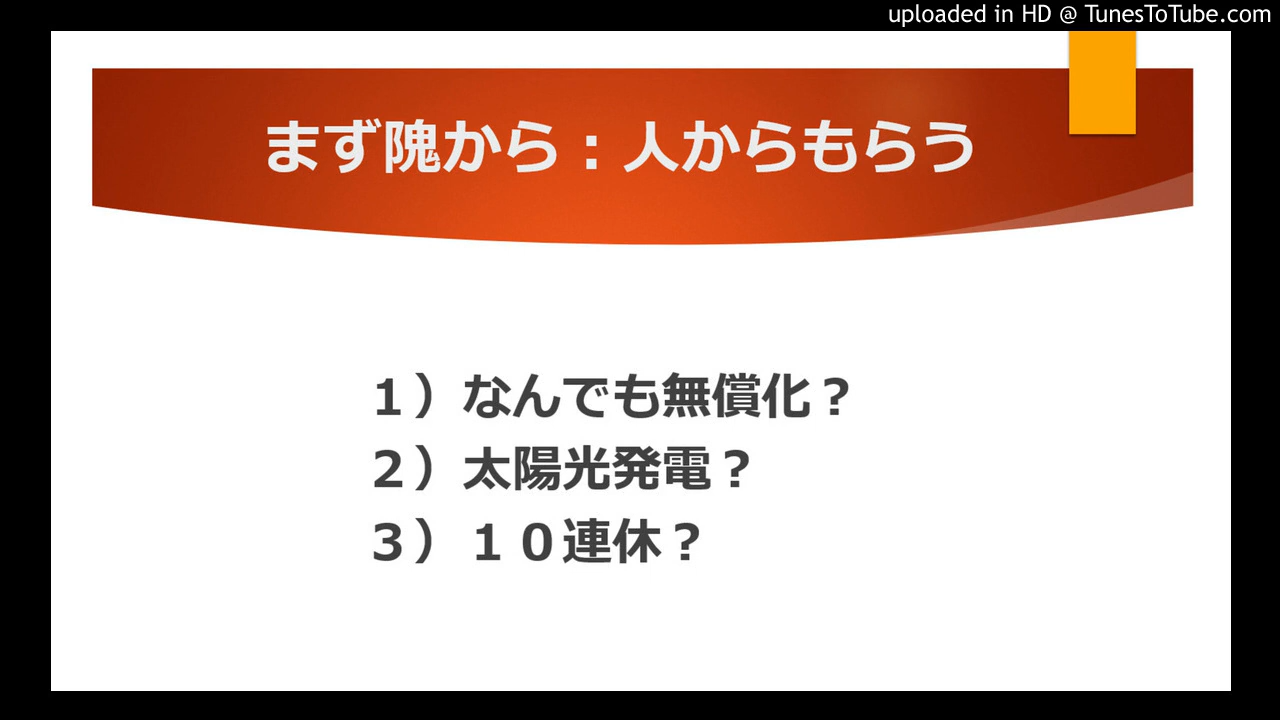 uploaded in HD @ TunesToTube.com
まず隗から：人からもらう
１）なんでも無償化？
２）太陽光発電？
３）１０連休？